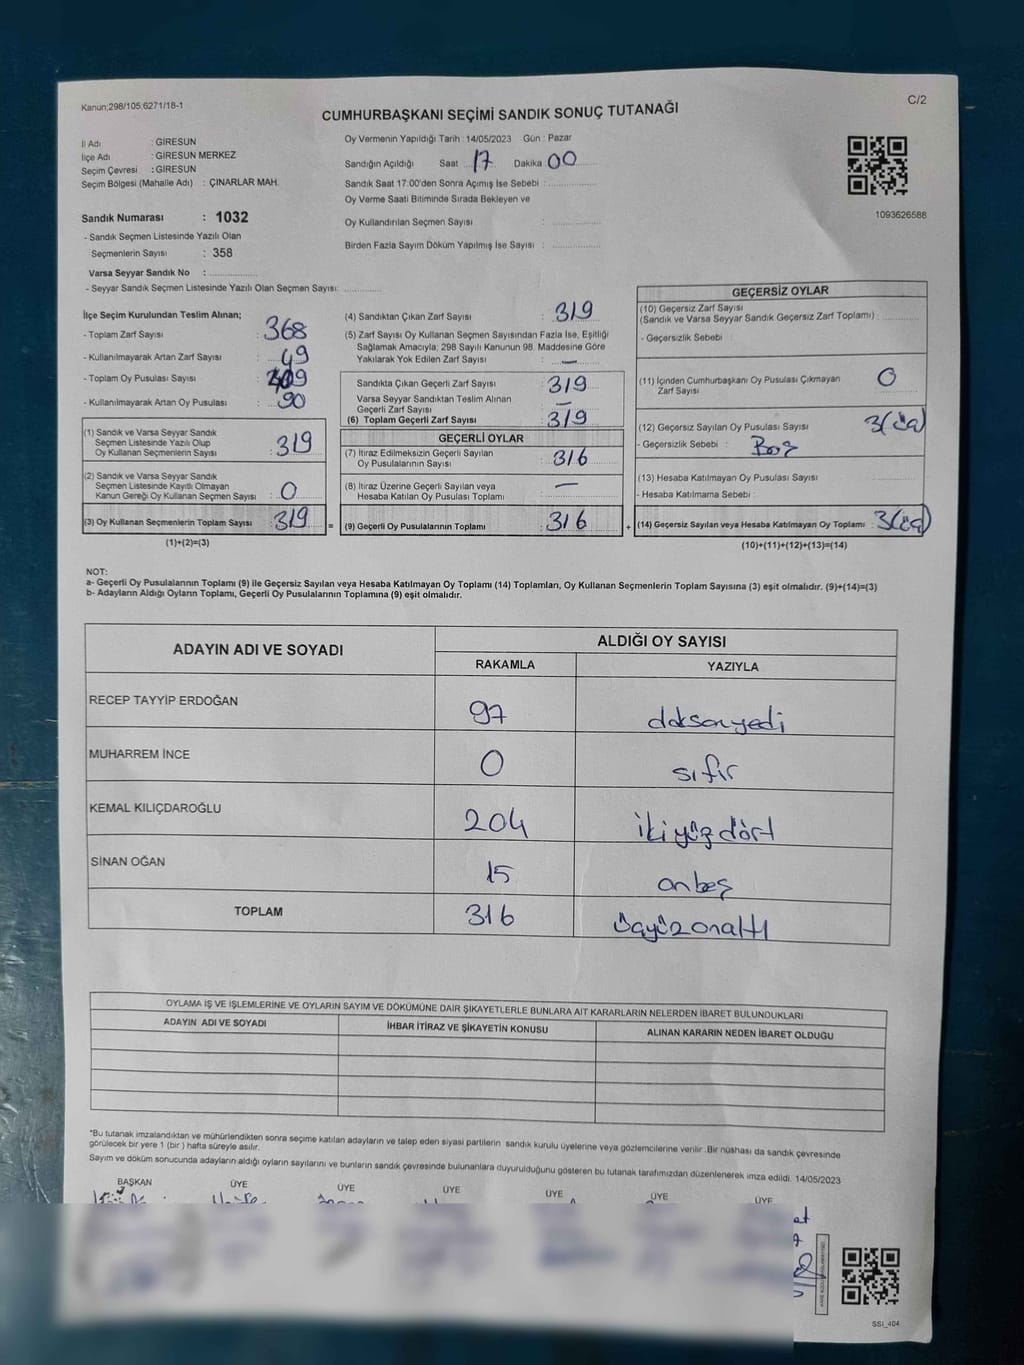 Kanun:298/105:6271/18-1
C/2
CUMHURBAŞKANI SEÇİMİ SANDIK SONUÇ TUTANAĞI
İl Adı : GİRESUN
İlçe Adı : GİRESUN MERKEZ
Seçim Çevresi : GİRESUN
Seçim Bölgesi (Mahalle Adı) : ÇINARLAR MAH.
Sandık Numarası : 1032
- Sandık Seçmen Listesinde Yazılı Olan
Seçmenlerin Sayısı : 358
Varsa Seyyar Sandık No :
- Seyyar Sandık Seçmen Listesinde Yazılı Olan Seçmen Sayısı:
Oy Vermenin Yapıldığı Tarih : 14/05/2023 Gün : Pazar
Sandığın Açıldığı Saat 17 Dakika 00
Sandık Saat 17:00'den Sonra Açımış İse Sebebi :
Oy Verme Saati Bitiminde Sırada Bekleyen ve
Oy Kullandırılan Seçmen Sayısı :
Birden Fazla Sayım Döküm Yapılmış İse Sayısı :
1093626588
İlçe Seçim Kurulundan Teslim Alınan;
- Toplam Zarf Sayısı : 368
- Kullanılmayarak Artan Zarf Sayısı : 49
- Toplam Oy Pusulası Sayısı : 409
- Kullanılmayarak Artan Oy Pusulası : 90
(1) Sandık ve Varsa Seyyar Sandık
Seçmen Listesinde Yazılı Olup
Oy Kullanan Seçmenlerin Sayısı : 319
(2) Sandık ve Varsa Seyyar Sandık
Seçmen Listesinde Kayıtlı Olmayan
Kanun Gereği Oy Kullanan Seçmen Sayısı : 0
(3) Oy Kullanan Seçmenlerin Toplam Sayısı : 319 =
(1)+(2)=(3)
(4) Sandıktan Çıkan Zarf Sayısı : 319
(5) Zarf Sayısı Oy Kullanan Seçmen Sayısından Fazla İse, Eşitliği
Sağlamak Amacıyla; 298 Sayılı Kanunun 98. Maddesine Göre
Yakılarak Yok Edilen Zarf Sayısı : —
Sandıkta Çıkan Geçerli Zarf Sayısı : 319
Varsa Seyyar Sandıktan Teslim Alınan
Geçerli Zarf Sayısı : —
(6) Toplam Geçerli Zarf Sayısı : 319
GEÇERLİ OYLAR
(7) İtiraz Edilmeksizin Geçerli Sayılan
Oy Pusulalarının Sayısı : 316
(8) İtiraz Üzerine Geçerli Sayılan veya
Hesaba Katılan Oy Pusulası Toplamı : —
(9) Geçerli Oy Pusulalarının Toplamı : 316 +
GEÇERSİZ OYLAR
(10) Geçersiz Zarf Sayısı
(Sandık ve Varsa Seyyar Sandık Geçersiz Zarf Toplamı) :
- Geçersizlik Sebebi :
(11) İçinden Cumhurbaşkanı Oy Pusulası Çıkmayan
Zarf Sayısı : 0
(12) Geçersiz Sayılan Oy Pusulası Sayısı : 3(üç)
- Geçersizlik Sebebi : Boş
(13) Hesaba Katılmayan Oy Pusulası Sayısı :
- Hesaba Katılmama Sebebi :
(14) Geçersiz Sayılan veya Hesaba Katılmayan Oy Toplamı : 3(üç)
(10)+(11)+(12)+(13)=(14)
NOT:
a- Geçerli Oy Pusulalarının Toplamı (9) ile Geçersiz Sayılan veya Hesaba Katılmayan Oy Toplamı (14) Toplamları, Oy Kullanan Seçmenlerin Toplam Sayısına (3) eşit olmalıdır. (9)+(14)=(3)
b- Adayların Aldığı Oyların Toplamı, Geçerli Oy Pusulalarının Toplamına (9) eşit olmalıdır.
ADAYIN ADI VE SOYADI
ALDIĞI OY SAYISI
RAKAMLA YAZIYLA
RECEP TAYYİP ERDOĞAN 97 doksanyedi
MUHARREM İNCE 0 sıfır
KEMAL KILIÇDAROĞLU 204 ikiyüzdört
SİNAN OĞAN 15 onbeş
TOPLAM 316 üçyüzonaltı
OYLAMA İŞ VE İŞLEMLERİNE VE OYLARIN SAYIM VE DÖKÜMÜNE DAİR ŞİKAYETLERLE BUNLARA AİT KARARLARIN NELERDEN İBARET BULUNDUKLARI
ADAYIN ADI VE SOYADI İHBAR İTİRAZ VE ŞİKAYETİN KONUSU ALINAN KARARIN NEDEN İBARET OLDUĞU
*Bu tutanak imzalandıktan ve mühürlendikten sonra seçime katılan adayların ve talep eden siyasi partilerin sandık kurulu üyelerine veya gözlemcilerine verilir .Bir nüshası da sandık çevresinde
görülecek bir yere 1 (bir ) hafta süreyle asılır.
Sayım ve döküm sonucunda adayların aldığı oyların sayılarını ve bunların sandık çevresinde bulunanlara duyurulduğunu gösteren bu tutanak tarafımızdan düzenlenerek imza edildi. 14/05/2023
BAŞKAN ÜYE ÜYE ÜYE ÜYE ÜYE ÜYE
SSI_404